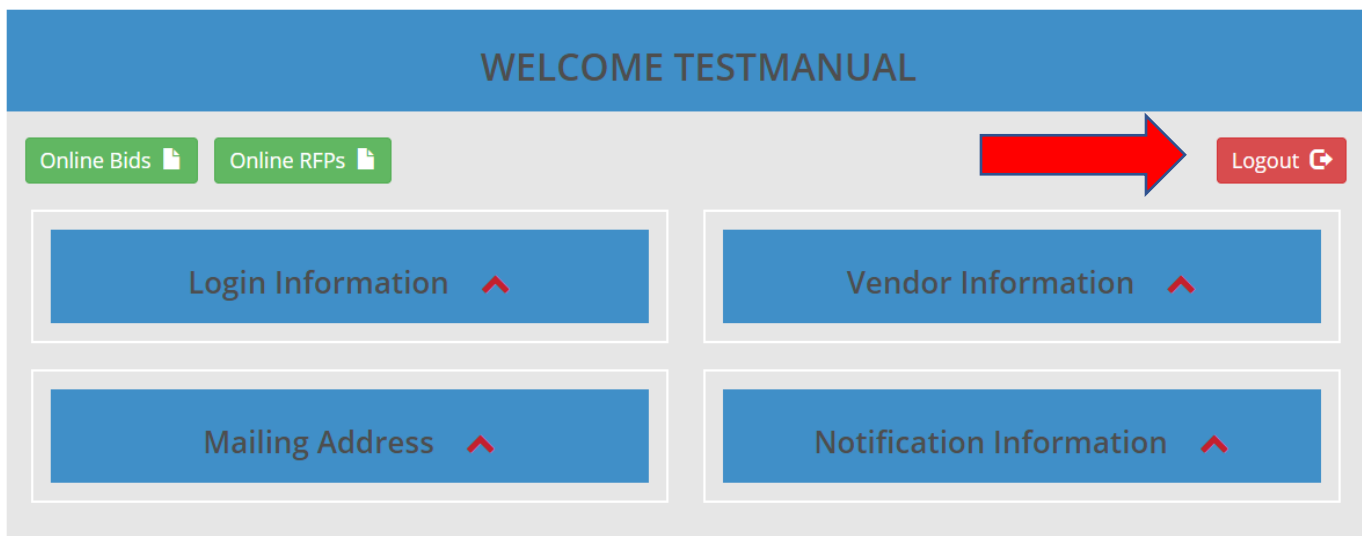 WELCOME TESTMANUAL
Online Bids Online RFPs Logout
Login Information Vendor Information
Mailing Address Notification Information